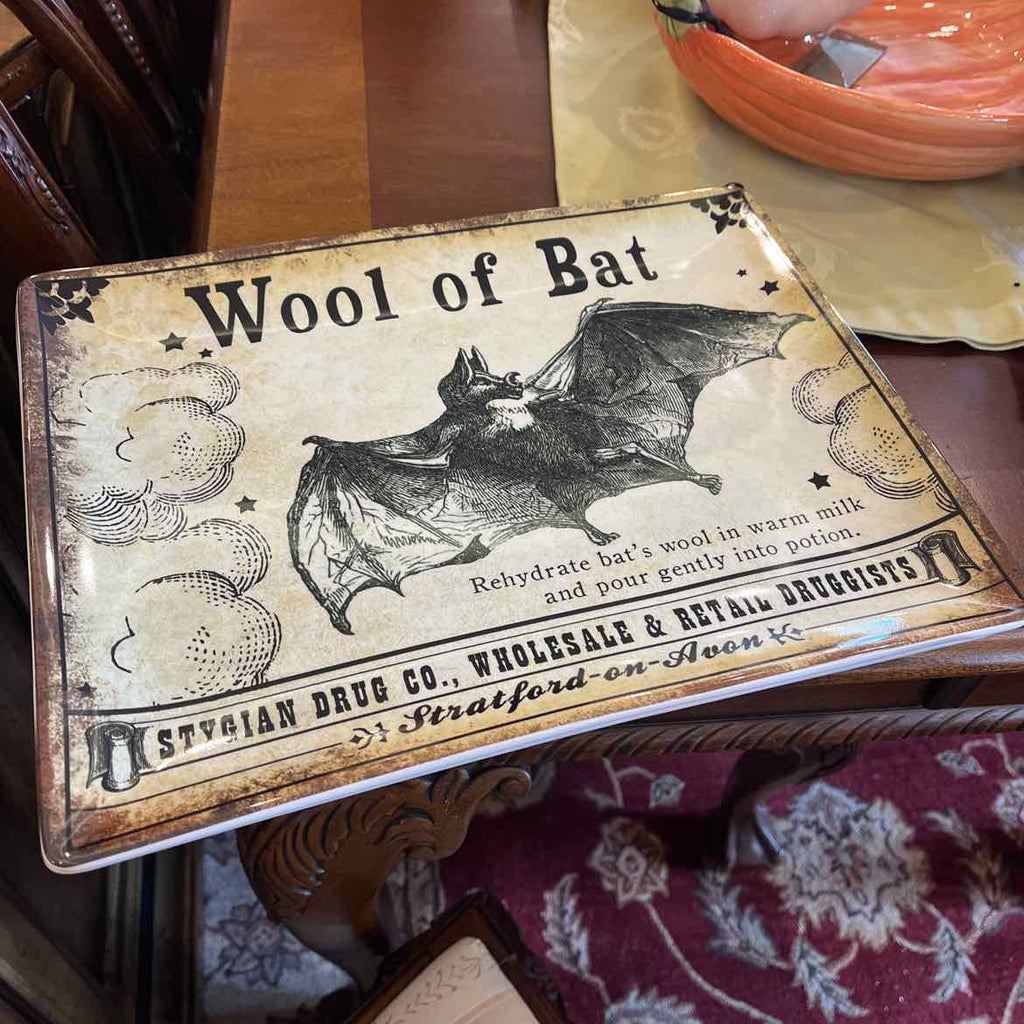 Wool of Bat
Rehydrate bat's wool in warm milk
and pour gently into potion.
STYGIAN DRUG CO., WHOLESALE & RETAIL DRUGGISTS
Stratford-on-Avon